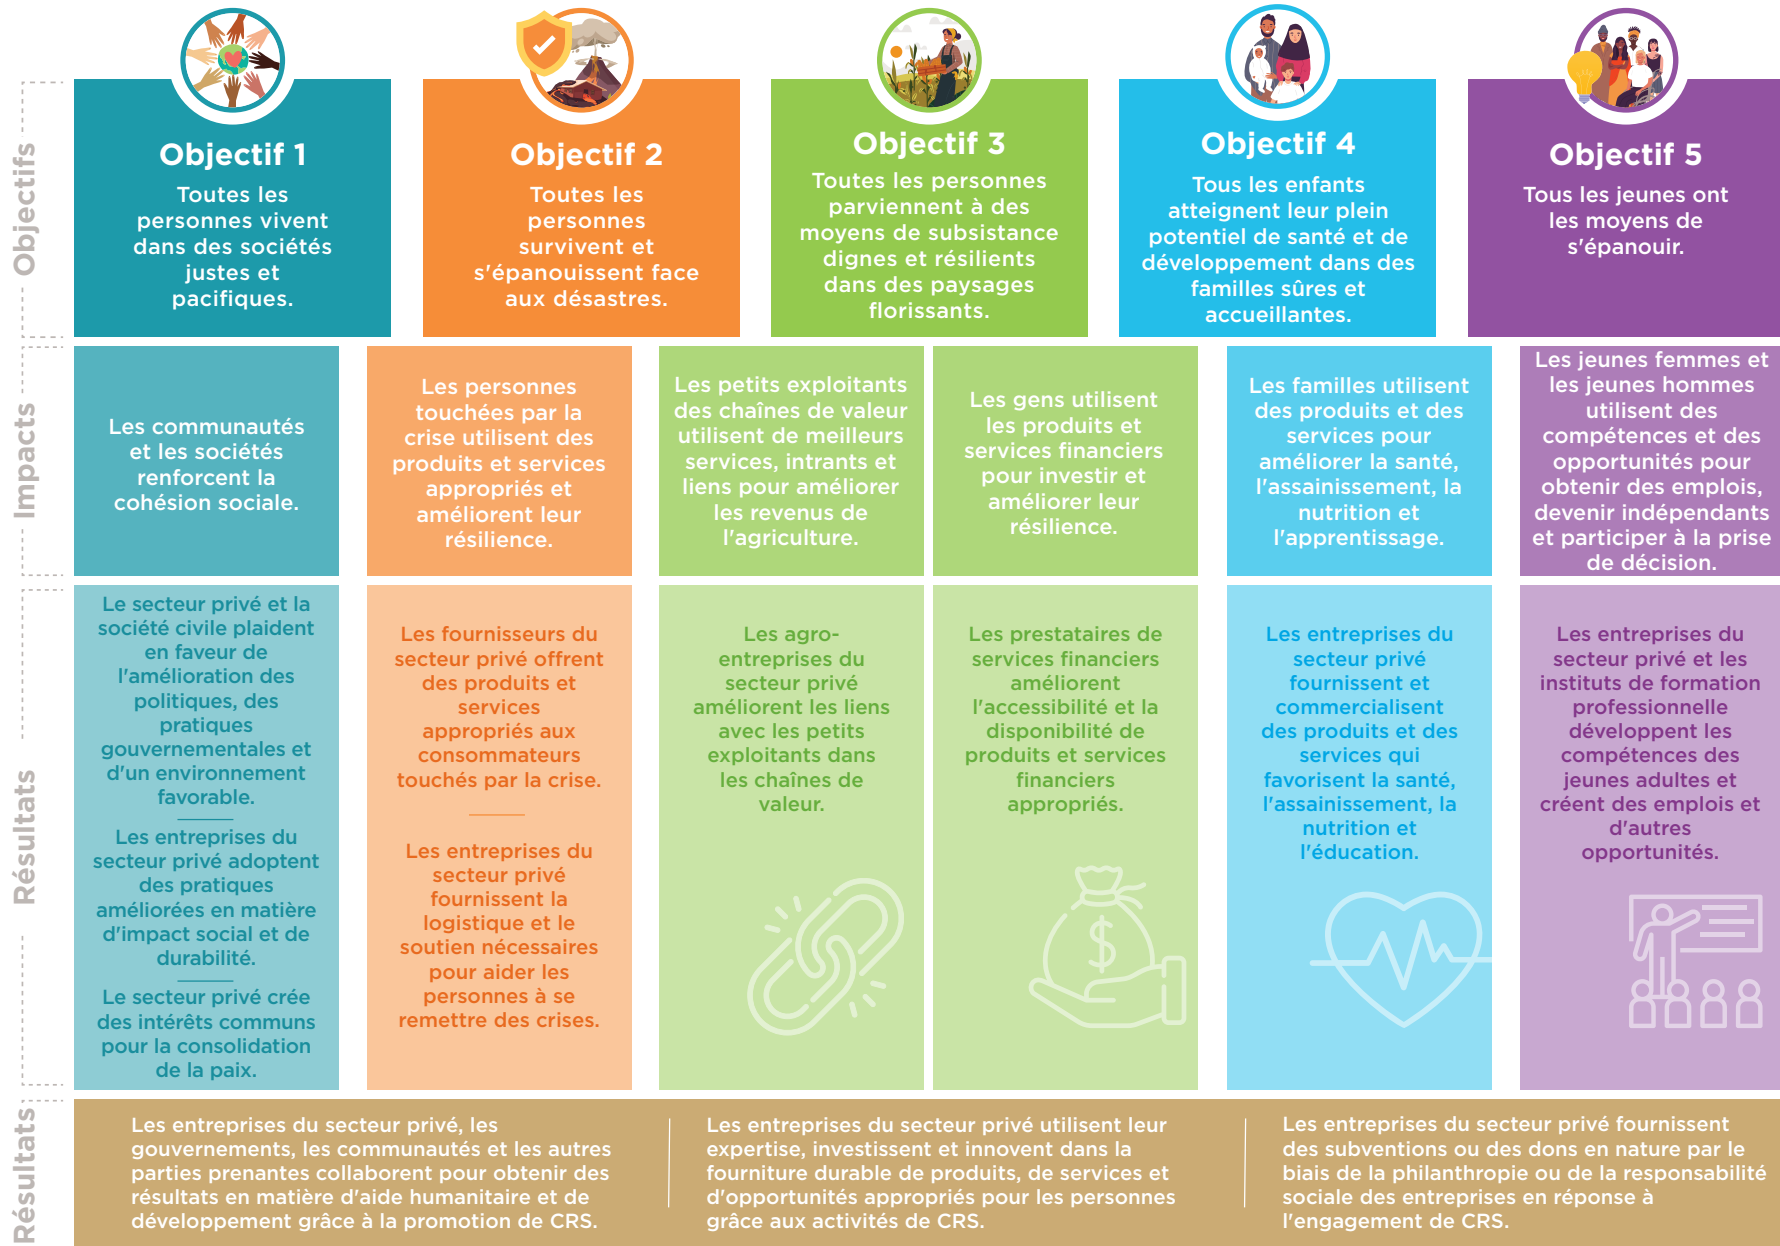 Objectifs
Objectif 1
Toutes les
personnes vivent
dans des sociétés
justes et
pacifiques.
Objectif 2
Toutes les
personnes
survivent et
s'épanouissent face
aux désastres.
Objectif 3
Toutes les personnes
parviennent à des
moyens de subsistance
dignes et résilients
dans des paysages
florissants.
Objectif 4
Tous les enfants
atteignent leur plein
potentiel de santé et de
développement dans des
familles sûres et
accueillantes.
Objectif 5
Tous les jeunes ont
les moyens de
s'épanouir.
Impacts
Les communautés
et les sociétés
renforcent la
cohésion sociale.
Les personnes
touchées par la
crise utilisent des
produits et services
appropriés et
améliorent leur
résilience.
Les petits exploitants
des chaînes de valeur
utilisent de meilleurs
services, intrants et
liens pour améliorer
les revenus de
l'agriculture.
Les gens utilisent
les produits et
services financiers
pour investir et
améliorer leur
résilience.
Les familles utilisent
des produits et des
services pour
améliorer la santé,
l'assainissement, la
nutrition et
l'apprentissage.
Les jeunes femmes et
les jeunes hommes
utilisent des
compétences et des
opportunités pour
obtenir des emplois,
devenir indépendants
et participer à la prise
de décision.
Résultats
Le secteur privé et la
société civile plaident
en faveur de
l'amélioration des
politiques, des
pratiques
gouvernementales et
d'un environnement
favorable.
Les entreprises du
secteur privé adoptent
des pratiques
améliorées en matière
d'impact social et de
durabilité.
Le secteur privé crée
des intérêts communs
pour la consolidation
de la paix.
Les fournisseurs du
secteur privé offrent
des produits et
services
appropriés aux
consommateurs
touchés par la crise.
Les entreprises du
secteur privé
fournissent la
logistique et le
soutien nécessaires
pour aider les
personnes à se
remettre des crises.
Les agro-
entreprises du
secteur privé
améliorent les liens
avec les petits
exploitants dans
les chaînes de
valeur.
Les prestataires de
services financiers
améliorent
l'accessibilité et la
disponibilité de
produits et services
financiers
appropriés.
$
Les entreprises du
secteur privé
fournissent et
commercialisent
des produits et des
services qui
favorisent la santé,
l'assainissement, la
nutrition et
l'éducation.
Les entreprises du
secteur privé et les
instituts de formation
professionnelle
développent les
compétences des
jeunes adultes et
créent des emplois et
d'autres
opportunités.
Résultats
Les entreprises du secteur privé, les
gouvernements, les communautés et les autres
parties prenantes collaborent pour obtenir des
résultats en matière d'aide humanitaire et de
développement grâce à la promotion de CRS.
Les entreprises du secteur privé utilisent leur
expertise, investissent et innovent dans la
fourniture durable de produits, de services et
d'opportunités appropriés pour les personnes
grâce aux activités de CRS.
Les entreprises du secteur privé fournissent
des subventions ou des dons en nature par le
biais de la philanthropie ou de la responsabilité
sociale des entreprises en réponse à
l'engagement de CRS.